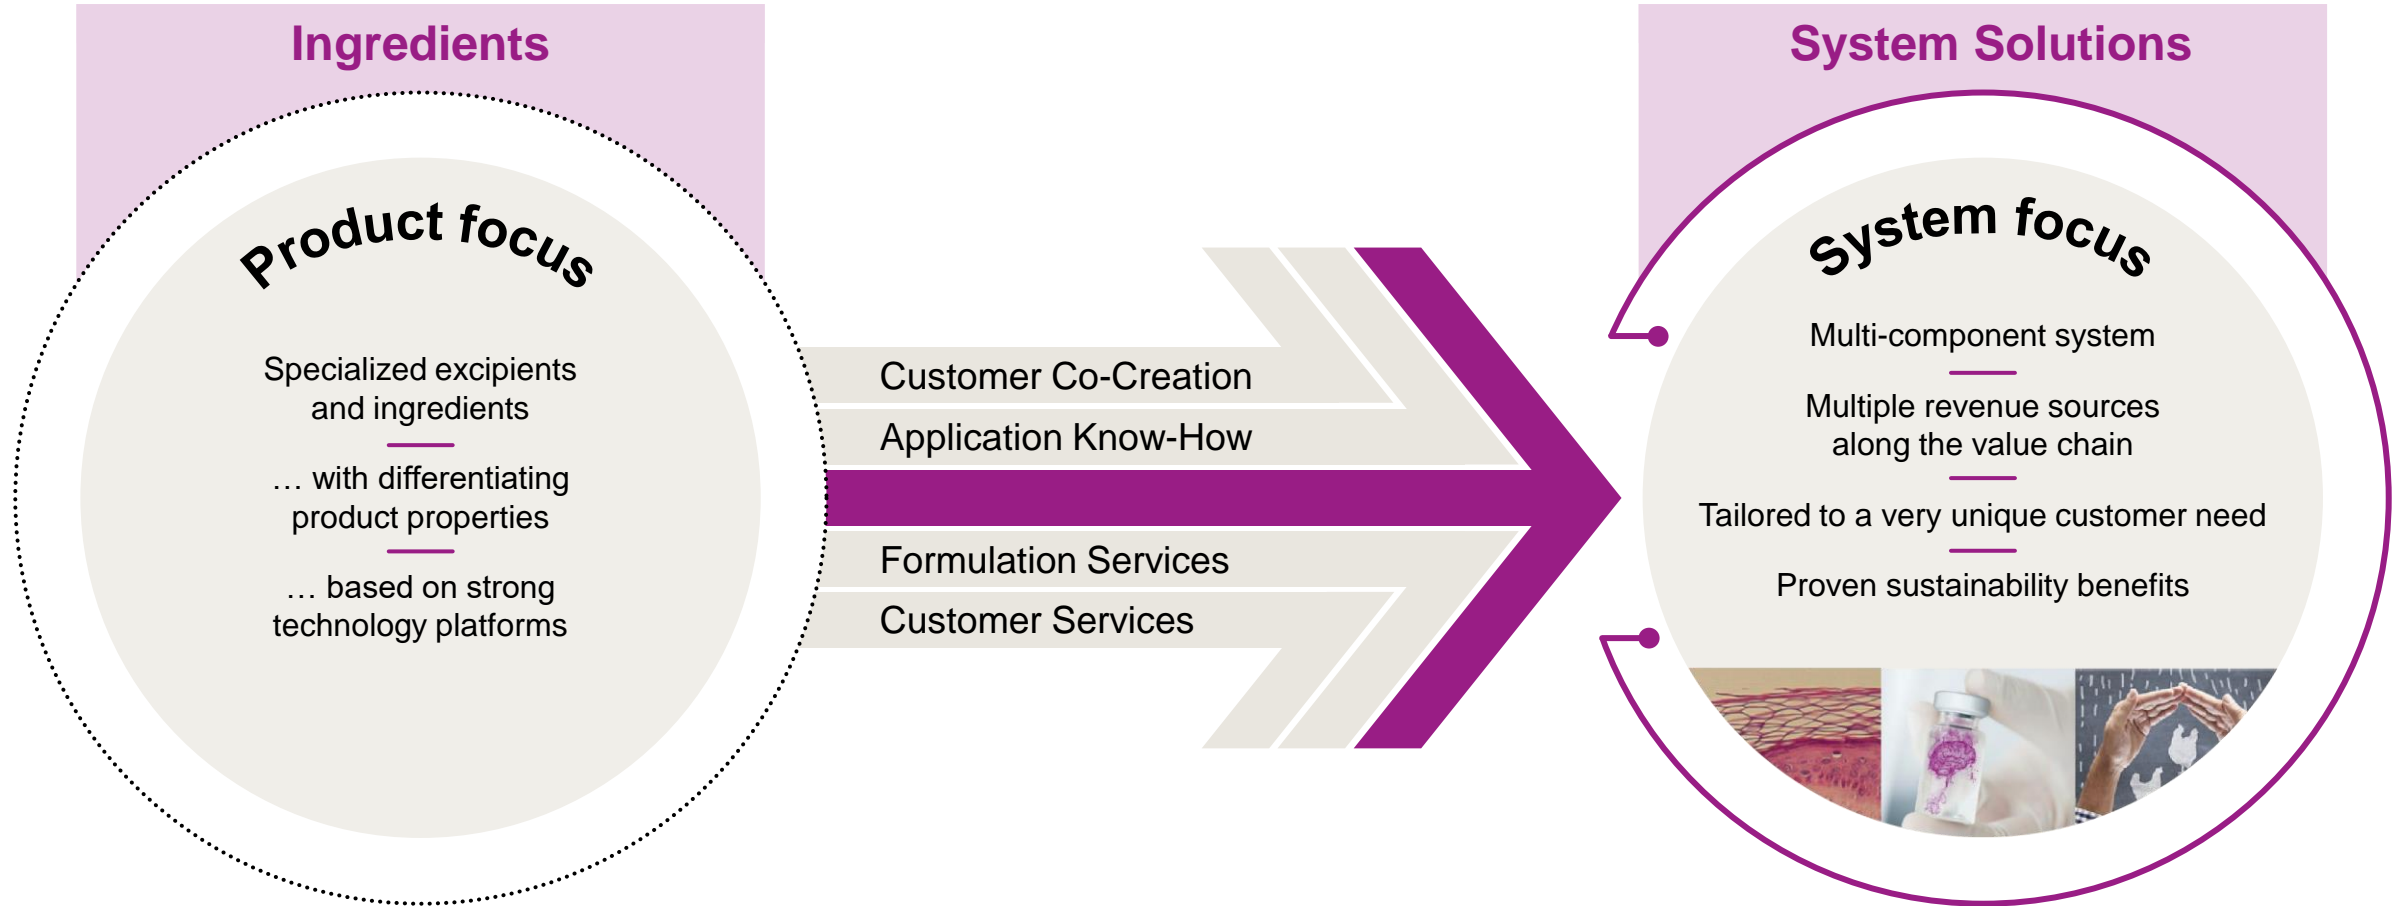 Ingredients
Product focus
Specialized excipients
and ingredients
… with differentiating
product properties
… based on strong
technology platforms
Customer Co-Creation
Application Know-How
Formulation Services
Customer Services
System Solutions
System focus
Multi-component system
Multiple revenue sources
along the value chain
Tailored to a very unique customer need
Proven sustainability benefits